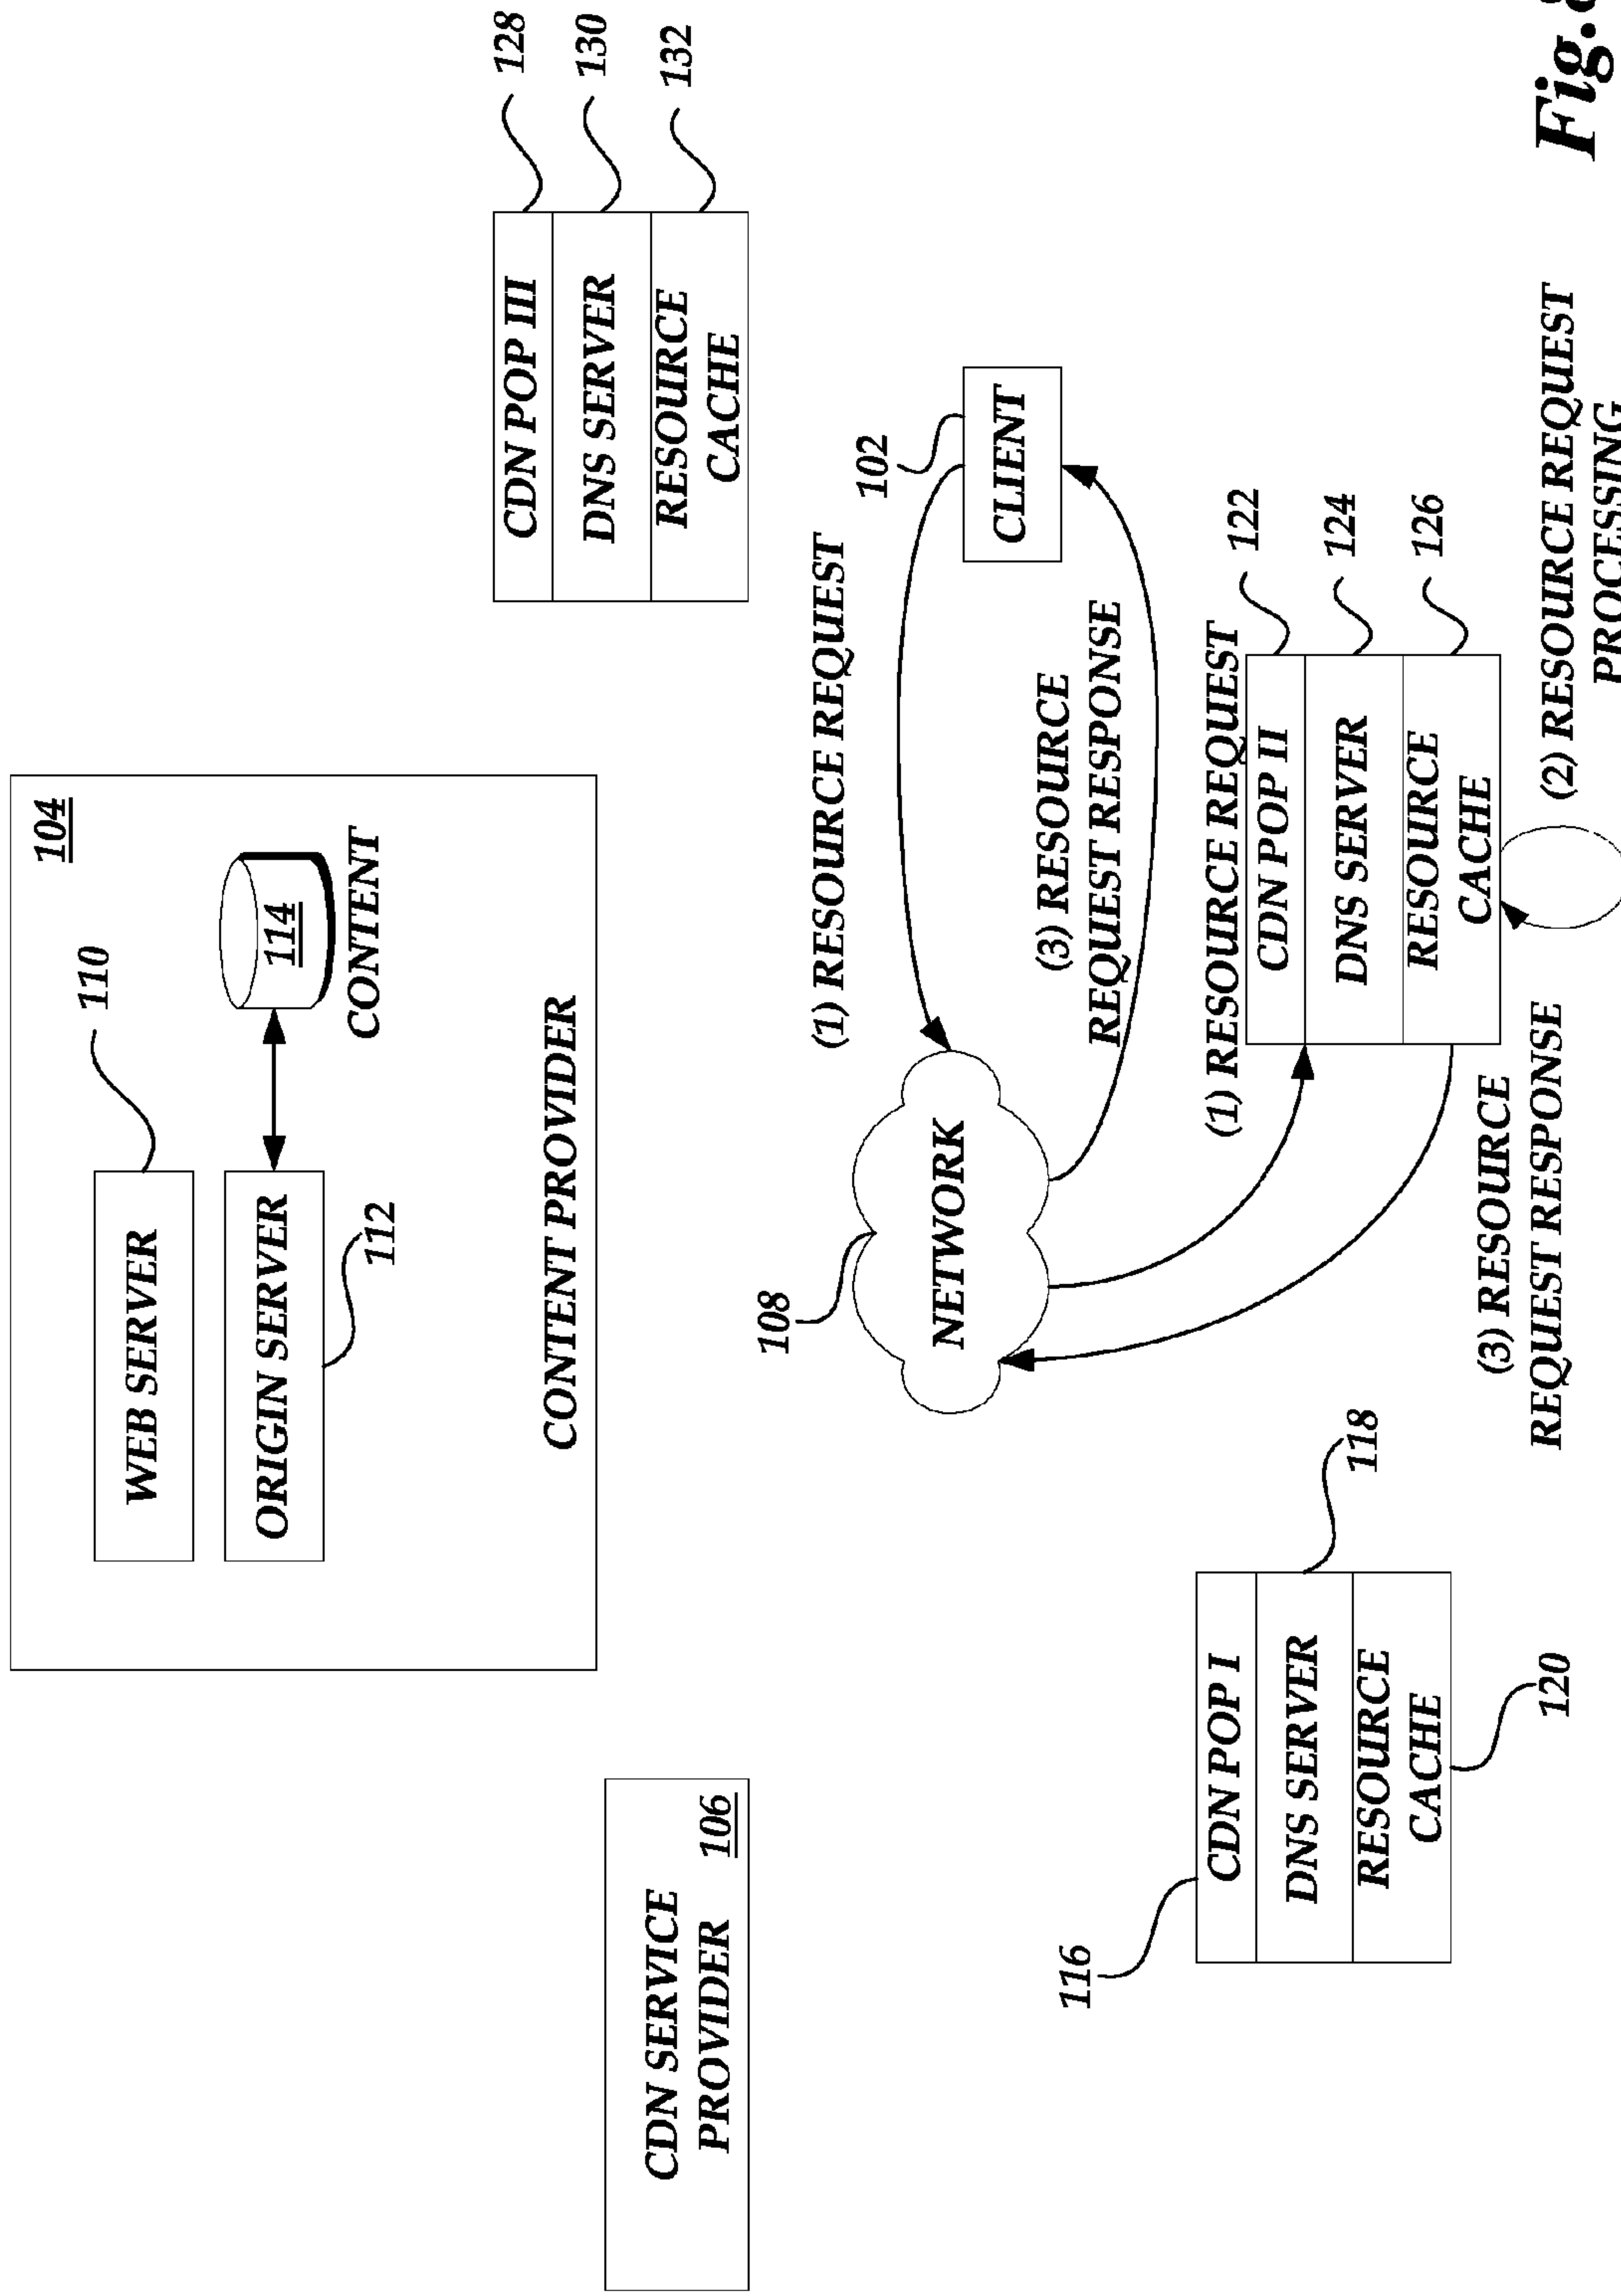 104
WEB SERVER
110
ORIGIN SERVER
112
114
CONTENT
CONTENT PROVIDER
CDN SERVICE
PROVIDER
106
CDN POP III
DNS SERVER
RESOURCE
CACHE
128
130
132
108
NETWORK
(1) RESOURCE REQUEST
102
CLIENT
(3) RESOURCE
REQUEST RESPONSE
116
CDN POP I
DNS SERVER
RESOURCE
CACHE
118
120
(1) RESOURCE REQUEST
CDN POP II
DNS SERVER
RESOURCE
CACHE
122
124
126
(3) RESOURCE
REQUEST RESPONSE
(2) RESOURCE REQUEST
PROCESSING
Fig.